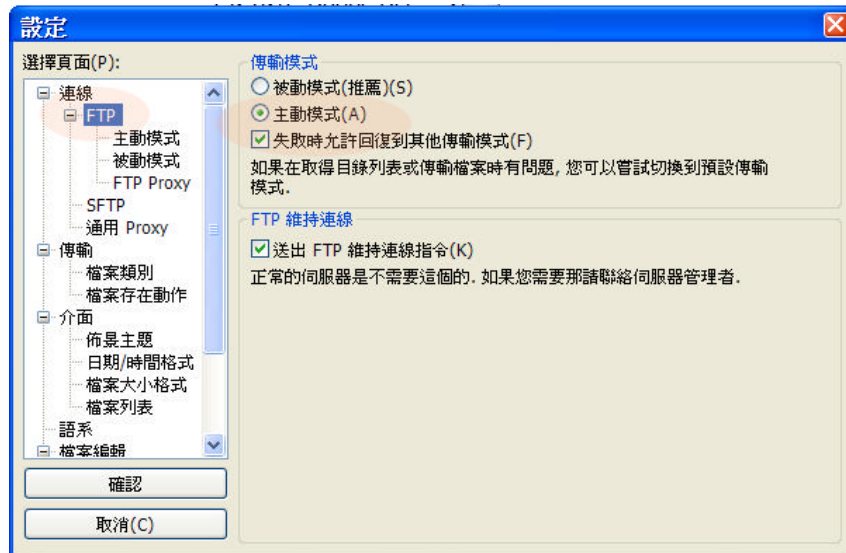 設定
選擇頁面(P):
連線
FTP
主動模式
被動模式
FTP Proxy
SFTP
通用 Proxy
傳輸
檔案類別
檔案存在動作
介面
佈景主題
日期/時間格式
檔案大小格式
檔案列表
語系
檔案編輯
確認
取消(C)
傳輸模式
被動模式(推薦)(S)
主動模式(A)
失敗時允許回復到其他傳輸模式(F)
如果在取得目錄列表或傳輸檔案時有問題, 您可以嘗試切換到預設傳輸
模式.
FTP 維持連線
送出 FTP 維持連線指令(K)
正常的伺服器是不需要這個的. 如果您需要那請聯絡伺服器管理者.